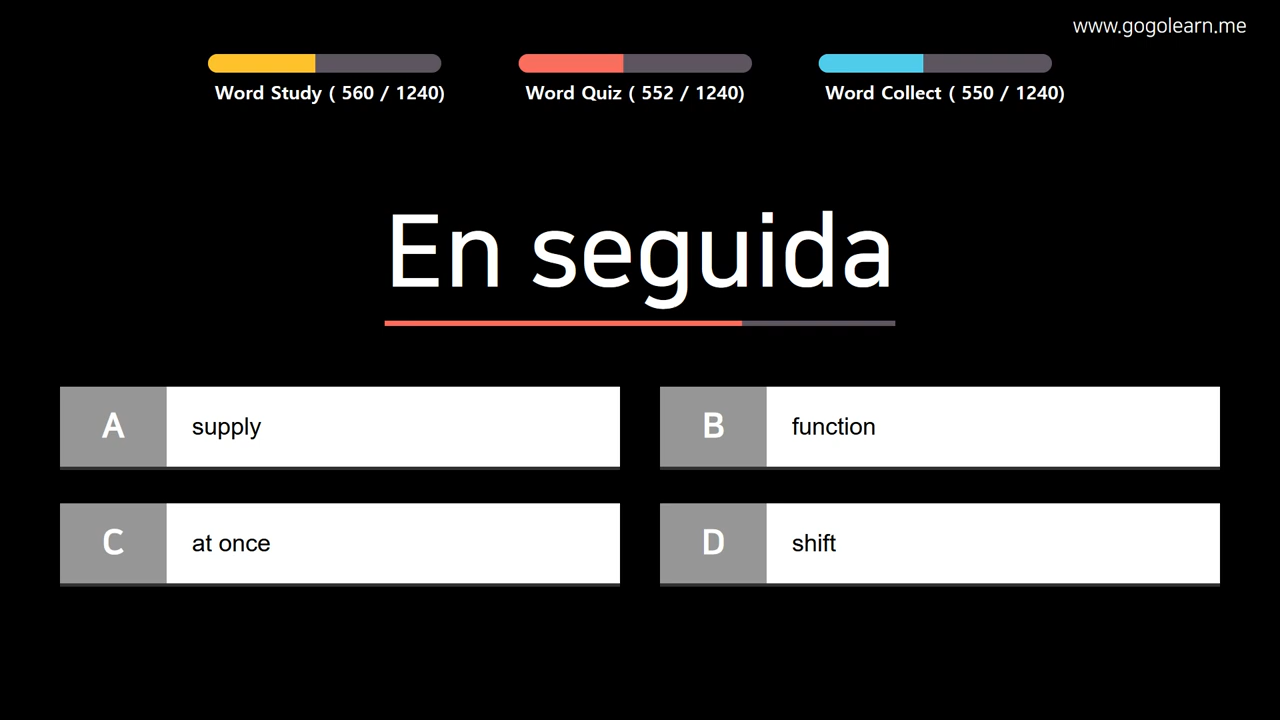 www.gogolearn.me
Word Study ( 560 / 1240)
Word Quiz ( 552 / 1240)
Word Collect ( 550 / 1240)
En seguida
A supply
B function
C at once
D shift